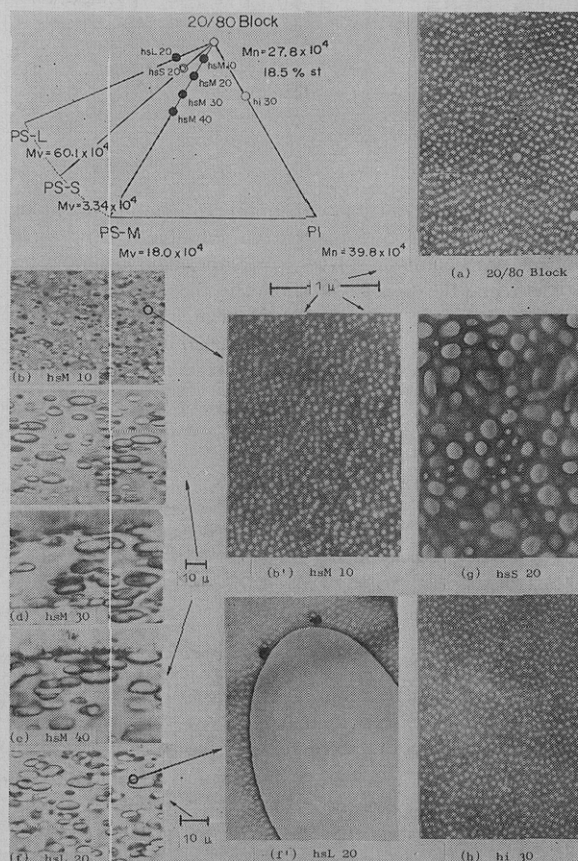 20/80 Block
hsL 20
hsS 20
hsM 10
hsM 20
hsM 30
hsM 40
hi 30
Mn=27.8 x 10⁴
18.5 % st
PS-L
Mv=60.1x10⁴
PS-S
Mv=3.34x10⁴
PS-M
PI
Mv=18.0x10⁴
Mn=39.8x10⁴
(a) 20/80 Block
1 μ
(b) hsM 10
(b') hsM 10
(g) hsS 20
10 μ
(d) hsM 30
(e) hsM 40
(f) hsL 20
10 μ
(f') hsL 20
(h) hi 30